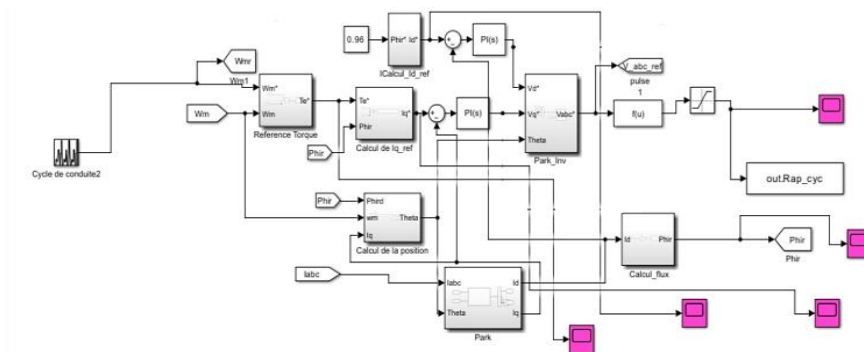 0.96
Phir* Id*
ICalcul_Id_ref
PI(s)
Wmr
Wm1
Wm*
Wm
Te*
Reference Torque
Wm
Te*
Phir
Iq*
Calcul de Iq_ref
Phir
PI(s)
Vd*
Vq*
Theta
Vabc*
Park_Inv
V_abc_ref
pulse
1
f(u)
out.Rap_cyc
Cycle de conduite2
Phir
Phird
wm
Iq
Theta
Calcul de la position
Iabc
Iabc
Theta
Id
Iq
Park
Id
Phir
Calcul_flux
Phir
Phir